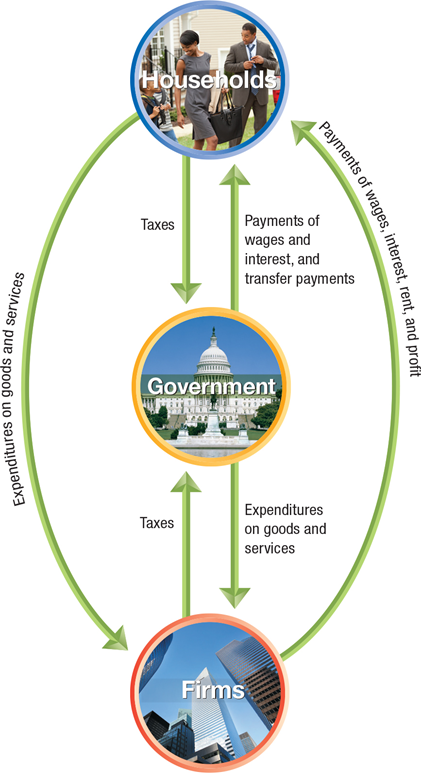 Households
Taxes
Payments of
wages and
interest, and
transfer payments
Payments of wages, interest, rent, and profit
Expenditures on goods and services
Government
Taxes
Expenditures
on goods and
services
Firms